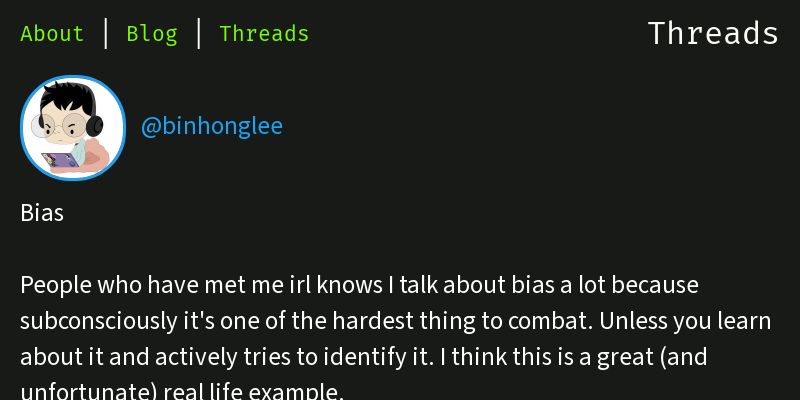 About | Blog | Threads
Threads
@binhonglee
Bias
People who have met me irl knows I talk about bias a lot because
subconsciously it's one of the hardest thing to combat. Unless you learn
about it and actively tries to identify it. I think this is a great (and
unfortunate) real life example.